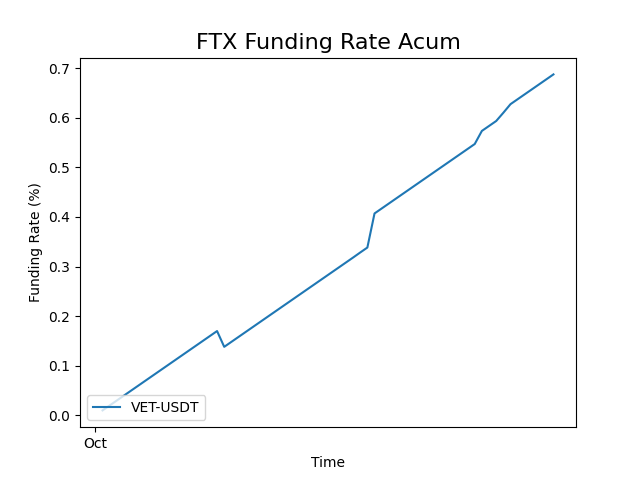 FTX Funding Rate Acum
0.7
0.6
0.5
0.4
0.3
0.2
0.1
0.0
Funding Rate (%)
VET-USDT
Oct
Time